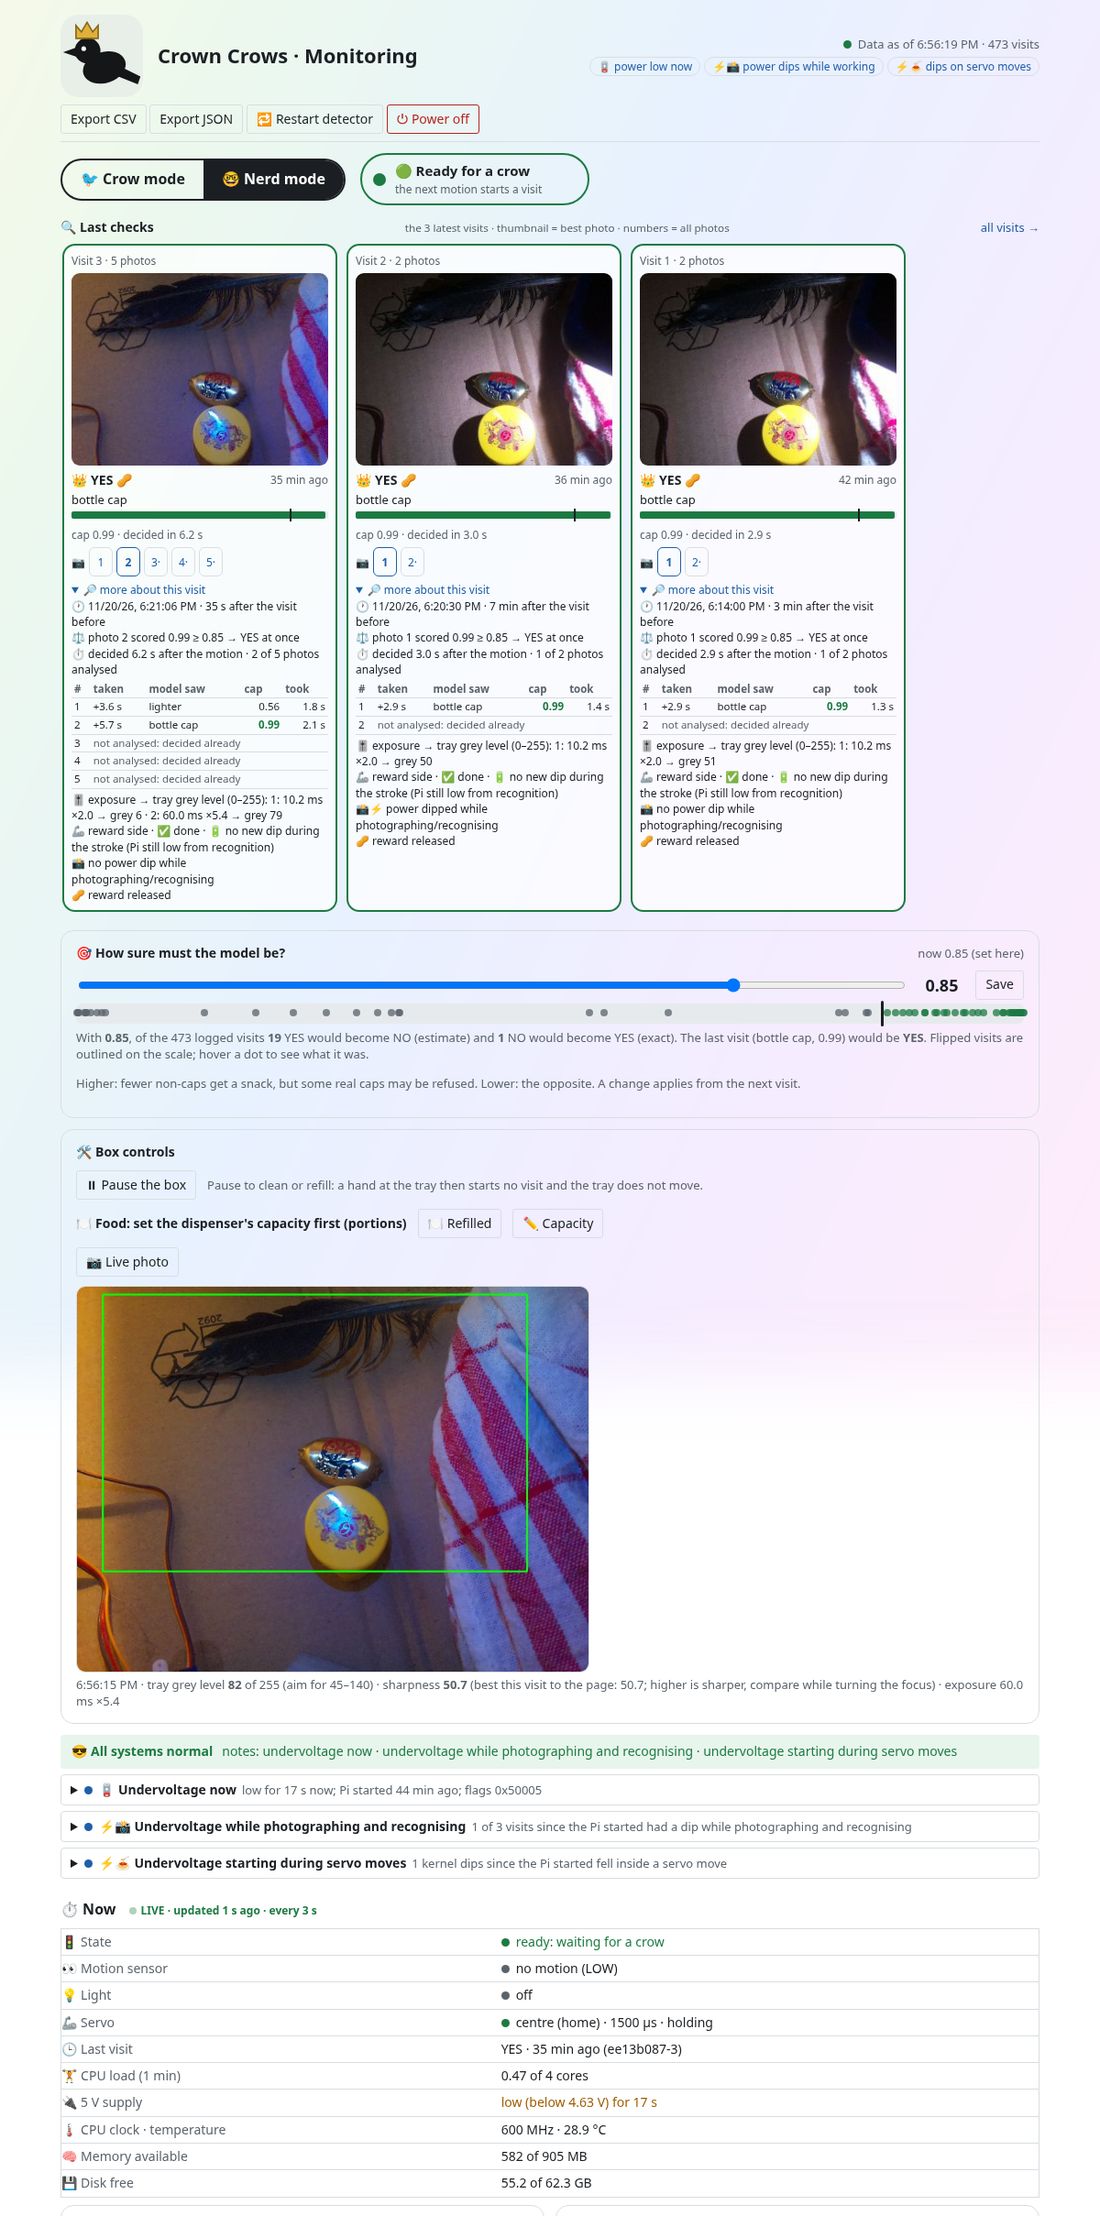 Crown Crows · Monitoring
Data as of 6:56:19 PM · 473 visits
🪫 power low now ⚡📸 power dips while working ⚡🍝 dips on servo moves
Export CSV Export JSON 🔁 Restart detector ⏻ Power off
🐦 Crow mode 🤓 Nerd mode
🟢 Ready for a crow
the next motion starts a visit
🔍 Last checks the 3 latest visits · thumbnail = best photo · numbers = all photos all visits →
Visit 3 · 5 photos
👑 YES 🥜 35 min ago
bottle cap
cap 0.99 · decided in 6.2 s
📷 1 2 3· 4· 5·
▼ 🔎 more about this visit
🕐 11/20/26, 6:21:06 PM · 35 s after the visit
before
⚖️ photo 2 scored 0.99 ≥ 0.85 → YES at once
⏱️ decided 6.2 s after the motion · 2 of 5 photos
analysed
# taken model saw cap took
1 +3.6 s lighter 0.56 1.8 s
2 +5.7 s bottle cap 0.99 2.1 s
3 not analysed: decided already
4 not analysed: decided already
5 not analysed: decided already
🎚️ exposure → tray grey level (0–255): 1: 10.2 ms
×2.0 → grey 6 · 2: 60.0 ms ×5.4 → grey 79
🦾 reward side · ✅ done · 🔋 no new dip during
the stroke (Pi still low from recognition)
📸 no power dip while
photographing/recognising
🥜 reward released
Visit 2 · 2 photos
👑 YES 🥜 36 min ago
bottle cap
cap 0.99 · decided in 3.0 s
📷 1 2·
▼ 🔎 more about this visit
🕐 11/20/26, 6:20:30 PM · 7 min after the visit
before
⚖️ photo 1 scored 0.99 ≥ 0.85 → YES at once
⏱️ decided 3.0 s after the motion · 1 of 2 photos
analysed
# taken model saw cap took
1 +2.9 s bottle cap 0.99 1.4 s
2 not analysed: decided already
🎚️ exposure → tray grey level (0–255): 1: 10.2 ms
×2.0 → grey 50
🦾 reward side · ✅ done · 🔋 no new dip during
the stroke (Pi still low from recognition)
📸⚡ power dipped while
photographing/recognising
🥜 reward released
Visit 1 · 2 photos
👑 YES 🥜 42 min ago
bottle cap
cap 0.99 · decided in 2.9 s
📷 1 2·
▼ 🔎 more about this visit
🕐 11/20/26, 6:14:00 PM · 3 min after the visit
before
⚖️ photo 1 scored 0.99 ≥ 0.85 → YES at once
⏱️ decided 2.9 s after the motion · 1 of 2 photos
analysed
# taken model saw cap took
1 +2.9 s bottle cap 0.99 1.3 s
2 not analysed: decided already
🎚️ exposure → tray grey level (0–255): 1: 10.2 ms
×2.0 → grey 51
🦾 reward side · ✅ done · 🔋 no new dip during
the stroke (Pi still low from recognition)
📸 no power dip while
photographing/recognising
🥜 reward released
🎯 How sure must the model be? now 0.85 (set here)
0.85 Save
With 0.85, of the 473 logged visits 19 YES would become NO (estimate) and 1 NO would become YES (exact). The last visit (bottle cap, 0.99) would be YES. Flipped visits are
outlined on the scale; hover a dot to see what it was.
Higher: fewer non-caps get a snack, but some real caps may be refused. Lower: the opposite. A change applies from the next visit.
🛠️ Box controls
⏸ Pause the box Pause to clean or refill: a hand at the tray then starts no visit and the tray does not move.
🍽️ Food: set the dispenser's capacity first (portions) 🍽️ Refilled ✏️ Capacity
📷 Live photo
2092
6:56:15 PM · tray grey level 82 of 255 (aim for 45–140) · sharpness 50.7 (best this visit to the page: 50.7; higher is sharper, compare while turning the focus) · exposure 60.0
ms ×5.4
😎 All systems normal notes: undervoltage now · undervoltage while photographing and recognising · undervoltage starting during servo moves
▶ 🪫 Undervoltage now low for 17 s now; Pi started 44 min ago; flags 0x50005
▶ ⚡📸 Undervoltage while photographing and recognising 1 of 3 visits since the Pi started had a dip while photographing and recognising
▶ ⚡🍝 Undervoltage starting during servo moves 1 kernel dips since the Pi started fell inside a servo move
⏱️ Now LIVE · updated 1 s ago · every 3 s
🚦 State ready: waiting for a crow
👀 Motion sensor no motion (LOW)
💡 Light off
🦾 Servo centre (home) · 1500 µs · holding
🕒 Last visit YES · 35 min ago (ee13b087-3)
🏋️ CPU load (1 min) 0.47 of 4 cores
🔌 5 V supply low (below 4.63 V) for 17 s
🌡️ CPU clock · temperature 600 MHz · 28.9 °C
🧠 Memory available 582 of 905 MB
💾 Disk free 55.2 of 62.3 GB